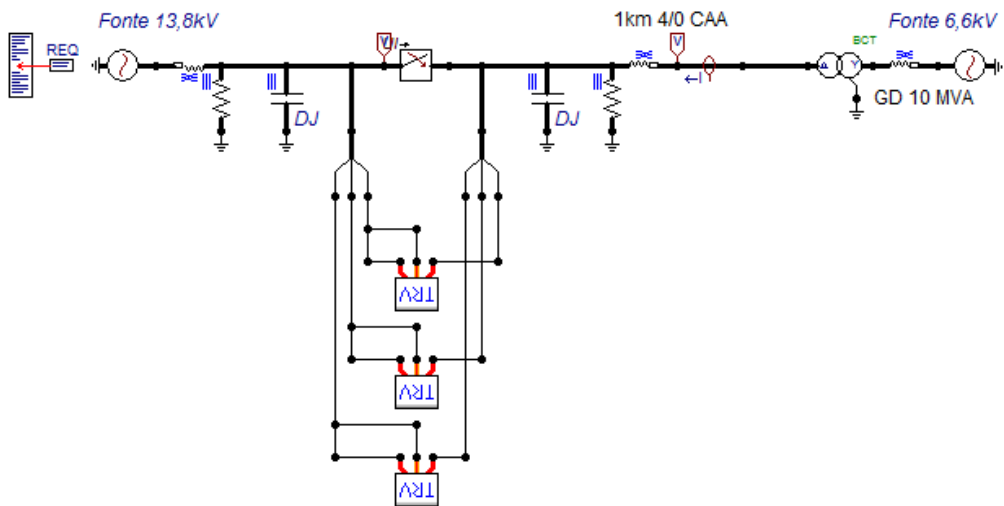 Fonte 13,8kV
1km 4/0 CAA
Fonte 6,6kV
REQ
V
U/I
V
BCT
I
Y
GD 10 MVA
DJ
DJ
TRV
TRV
TRV